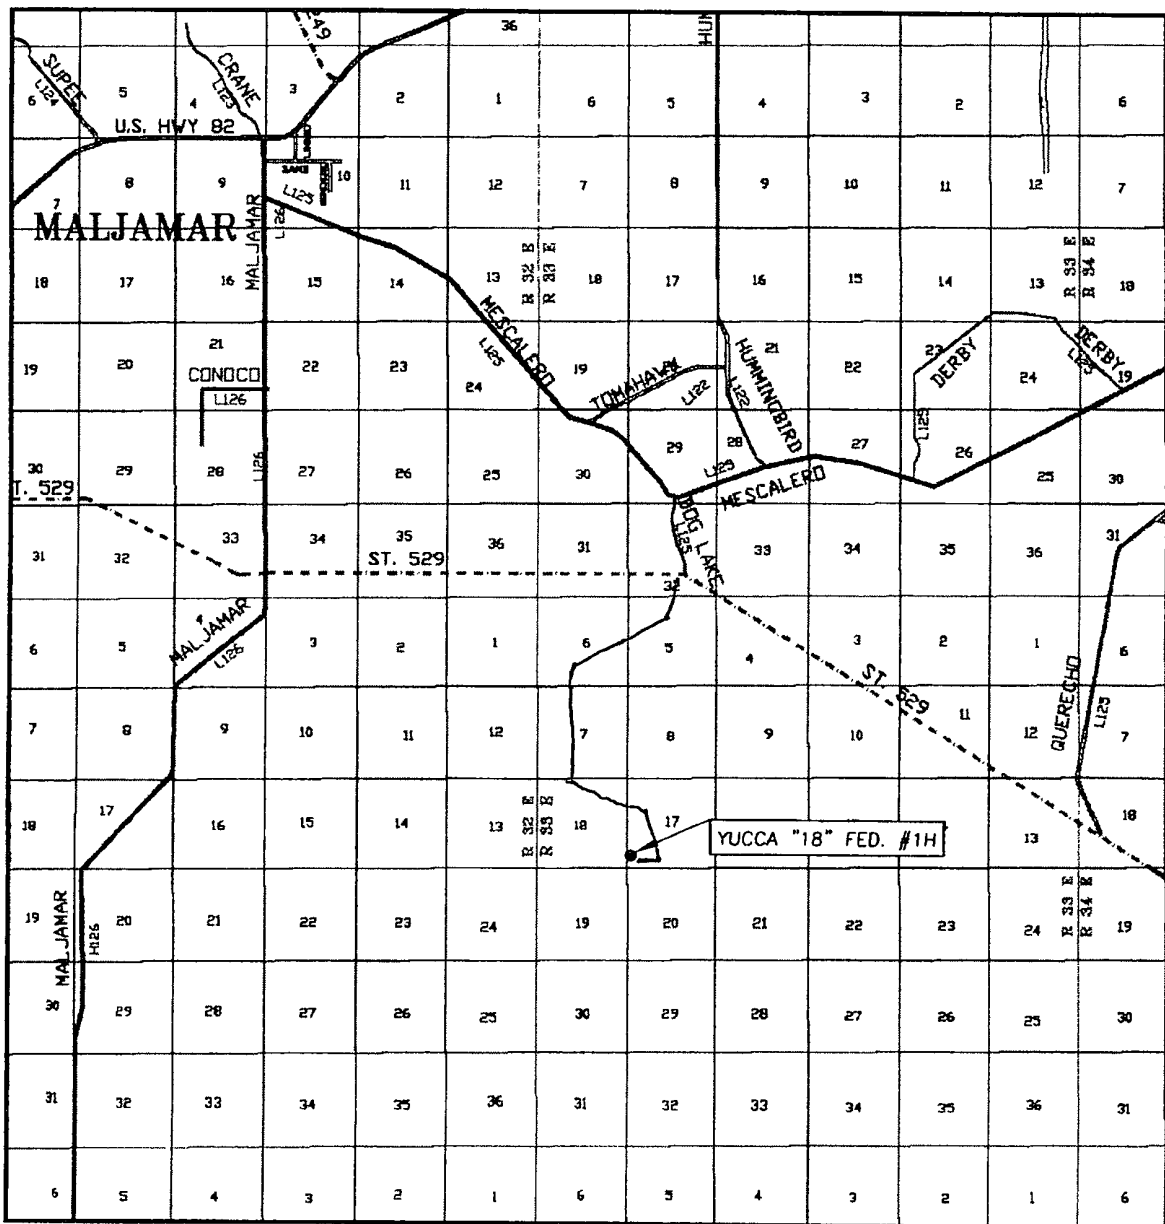 36
HUM
249
SUPEE
L124
CRANE
L123
6 5 4 3 2 1 6 5 4 3 2 6
U.S. HWY 82
8 9 10 11 12 7 8 9 10 11 12 7
7
L125
L126
MALJAMAR
MALJAMAR
18 17 16 15 14 13 18 17 16 15 14 13 18
R 32 E
R 33 E
R 33 E
R 34 E
MESCALERO
L125
19 20 21 22 23 24 19 21 22 23 24 19
CONOCO
L126
TOMAHAWK
L122
L122
HUMMINGBIRD
DERBY
L125
DERBY
L125
30 29 28 27 26 25 30 29 28 27 26 25 30
L126
L125
MESCALERO
T. 529
31 32 33 34 35 36 31 32 33 34 35 36 31
ST. 529
DOG LAKE
L125
6 5 4 3 2 1 6 5 4 3 2 1 6
MALJAMAR
L126
ST. 529
QUERECHO
L125
7 8 9 10 11 12 7 8 9 10 11 12 7
18 17 16 15 14 13 18 17 13 18
R 32 E
R 33 E
YUCCA "18" FED. #1H
19 20 21 22 23 24 19 20 21 22 23 24 19
R 33 E
R 34 E
MALJAMAR
H126
30 29 28 27 26 25 30 29 28 27 26 25 30
31 32 33 34 35 36 31 32 33 34 35 36 31
6 5 4 3 2 1 6 5 4 3 2 1 6